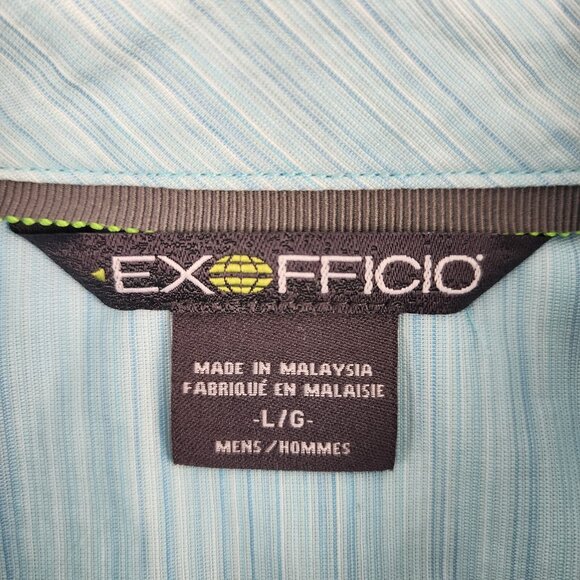 EXOFFICIO
MADE IN MALAYSIA
FABRIQUÉ EN MALAISIE
-L/G-
MENS/HOMMES